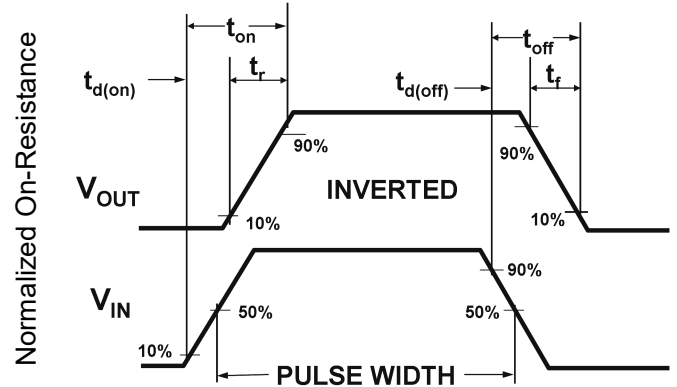 Normalized On-Resistance
ton
toff
td(on)
tr
td(off)
tf
90%
90%
VOUT
INVERTED
10%
10%
90%
VIN
50%
50%
10%
PULSE WIDTH